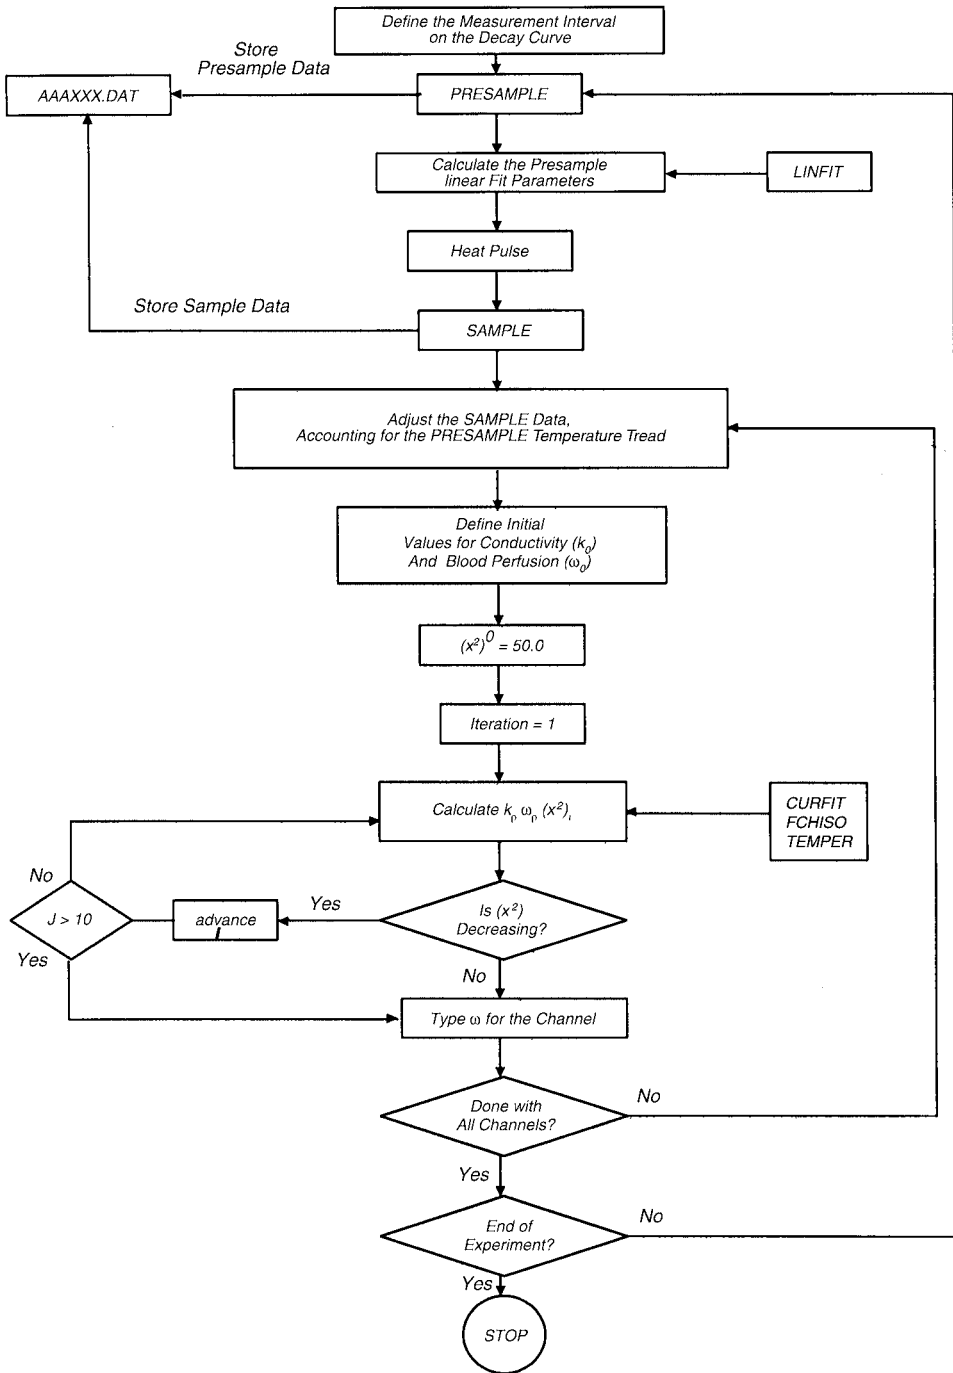 Define the Measurement Interval
on the Decay Curve
Store
Presample Data
AAAXXX.DAT
PRESAMPLE
Calculate the Presample
linear Fit Parameters
LINFIT
Heat Pulse
Store Sample Data
SAMPLE
Adjust the SAMPLE Data,
Accounting for the PRESAMPLE Temperature Tread
Define Initial
Values for Conductivity (k₀)
And Blood Perfusion (ω₀)
(x²)⁰ = 50.0
Iteration = 1
Calculate kₚ ωₚ (x²)ᵢ
CURFIT
FCHISO
TEMPER
No
J > 10
advance
Yes
Is (x²)
Decreasing?
Yes
No
Type ω for the Channel
Done with
All Channels?
No
Yes
End of
Experiment?
No
Yes
STOP